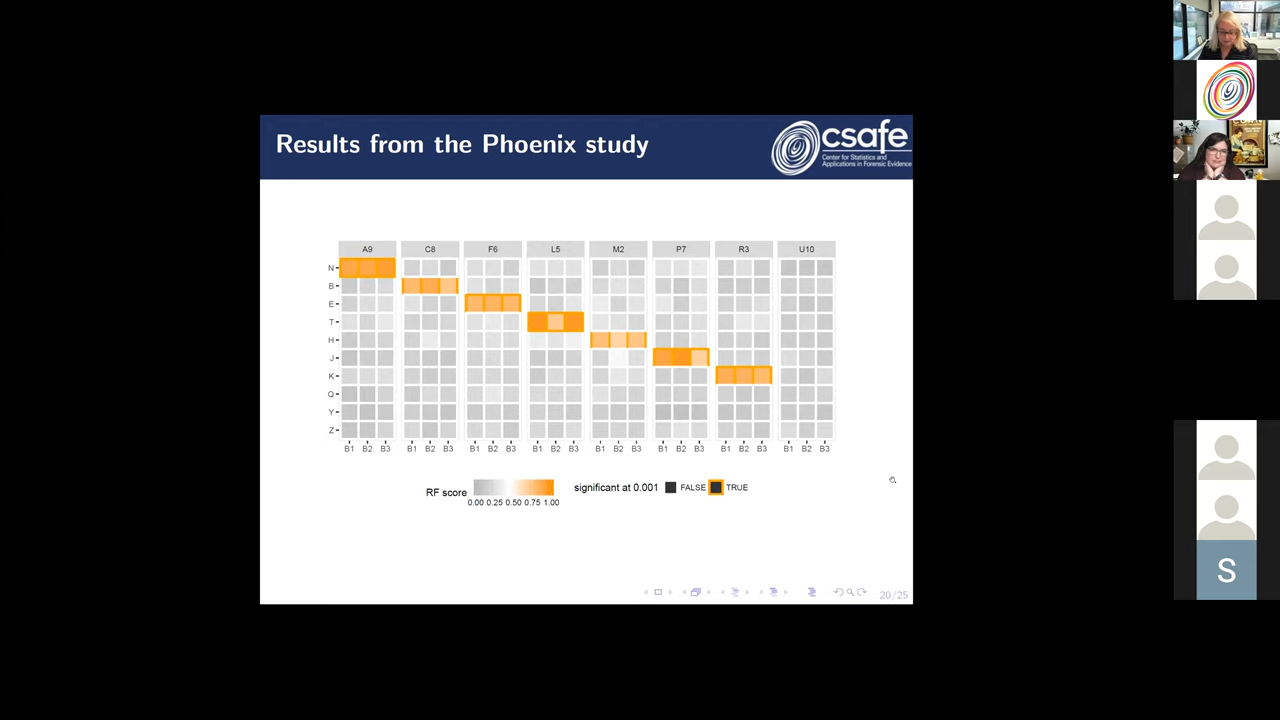 Results from the Phoenix study
csafe
Center for Statistics and
Applications in Forensic Evidence
A9 C8 F6 L5 M2 P7 R3 U10
N
B
E
T
H
J
K
Q
Y
Z
B1 B2 B3 B1 B2 B3 B1 B2 B3 B1 B2 B3 B1 B2 B3 B1 B2 B3 B1 B2 B3 B1 B2 B3
RF score
0.00 0.25 0.50 0.75 1.00
significant at 0.001 FALSE TRUE
20/25
S